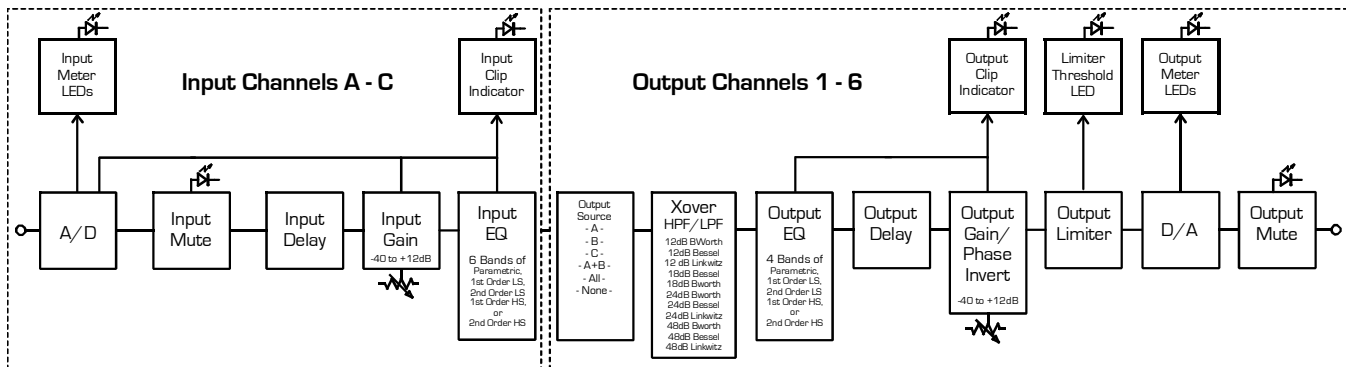 Input
Meter
LEDs
Input Channels A - C
Input
Clip
Indicator
A/D
Input
Mute
Input
Delay
Input
Gain
-40 to +12dB
Input
EQ
6 Bands of
Parametric,
1st Order LS,
2nd Order LS
1st Order HS,
or
2nd Order HS
Output Channels 1 - 6
Output
Clip
Indicator
Limiter
Threshold
LED
Output
Meter
LEDs
Output
Source
- A -
- B -
- C -
- A+B -
- All -
- None -
Xover
HPF/LPF
12dB BWorth
12dB Bessel
12 dB Linkwitz
18dB Bessel
18dB Bworth
24dB Bworth
24dB Bessel
24dB Linkwitz
48dB Bworth
48dB Bessel
48dB Linkwitz
Output
EQ
4 Bands of
Parametric,
1st Order LS,
2nd Order LS
1st Order HS,
or
2nd Order HS
Output
Delay
Output
Gain/
Phase
Invert
-40 to +12dB
Output
Limiter
D/A
Output
Mute